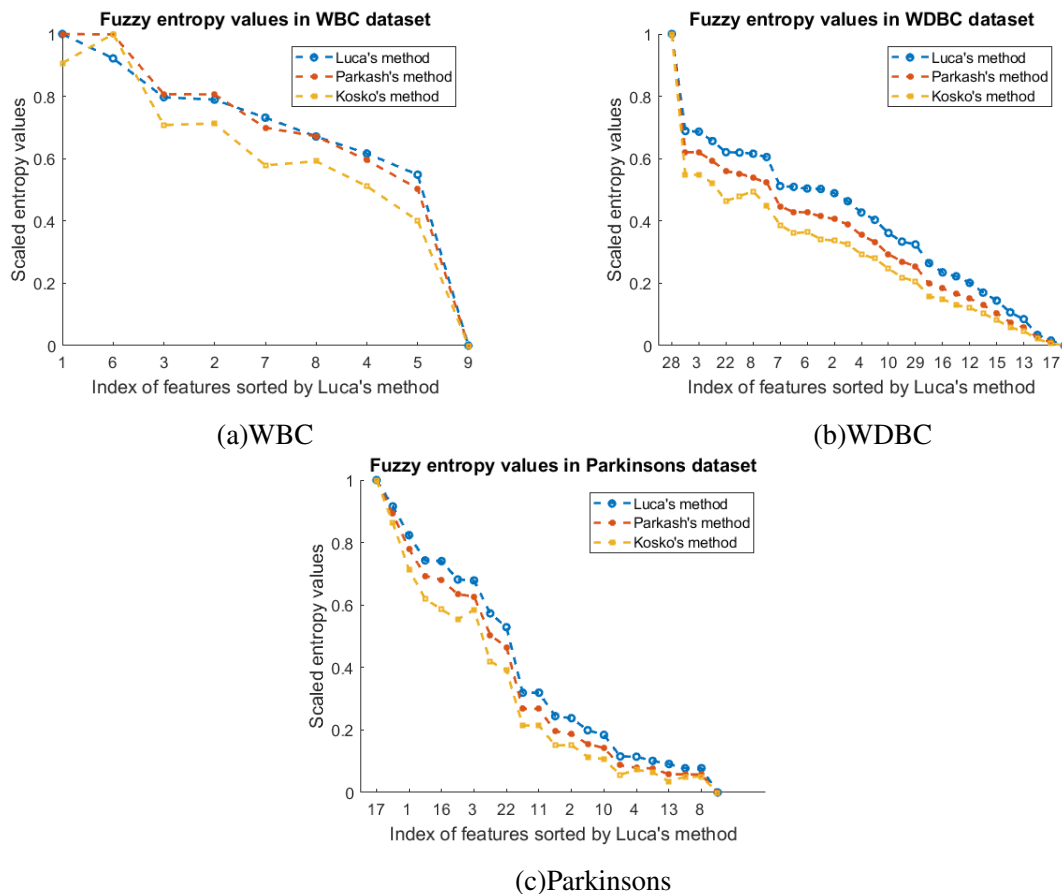 Fuzzy entropy values in WBC dataset
1
0.8
0.6
0.4
0.2
0
Scaled entropy values
Luca's method
Parkash's method
Kosko's method
1 6 3 2 7 8 4 5 9
Index of features sorted by Luca's method
(a)WBC
Fuzzy entropy values in WDBC dataset
1
0.8
0.6
0.4
0.2
0
Scaled entropy values
Luca's method
Parkash's method
Kosko's method
28 3 22 8 7 6 2 4 10 29 16 12 15 13 17
Index of features sorted by Luca's method
(b)WDBC
Fuzzy entropy values in Parkinsons dataset
1
0.8
0.6
0.4
0.2
0
Scaled entropy values
Luca's method
Parkash's method
Kosko's method
17 1 16 3 22 11 2 10 4 13 8
Index of features sorted by Luca's method
(c)Parkinsons